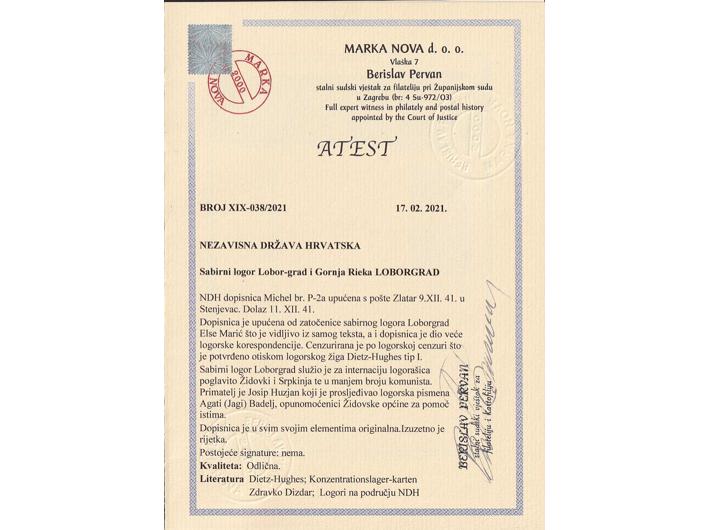 MARKA
2000
NOVA
MARKA NOVA d. o. o.
Vlaška 7
Berislav Pervan
stalni sudski vještak za filateliju pri Županijskom sudu
u Zagrebu (br: 4 Su-972/03)
Full expert witness in philately and postal history
appointed by the Court of Justice
ATEST
BROJ XIX-038/2021 17. 02. 2021.
NEZAVISNA DRŽAVA HRVATSKA
Sabirni logor Lobor-grad i Gornja Rieka LOBORGRAD
NDH dopisnica Michel br. P-2a upućena s pošte Zlatar 9.XII. 41. u
Stenjevac. Dolaz 11. XII. 41.
Dopisnica je upućena od zatočenice sabirnog logora Loborgrad
Else Marić što je vidljivo iz samog teksta, a i dopisnica je dio veće
logorske korespondencije. Cenzurirana je po logorskoj cenzuri što
je potvrđeno otiskom logorskog žiga Dietz-Hughes tip I.
Sabirni logor Loborgrad služio je za internaciju logorašica
poglavito Židovki i Srpkinja te u manjem broju komunista.
Primatelj je Josip Huzjan koji je prosljeđivao logorska pismena
Agati (Jagi) Badelj, opunomoćenici Židovske općine za pomoć
istima.
Dopisnica je u svim svojim elementima originalna.Izuzetno je
rijetka.
Postojeće signature: nema.
Kvaliteta: Odlična.
Literatura Dietz-Hughes; Konzentrationslager-karten
Zdravko Dizdar; Logori na području NDH
BERISLAV PERVAN
stalni sudski vještak za
filateliju i kartofiliju